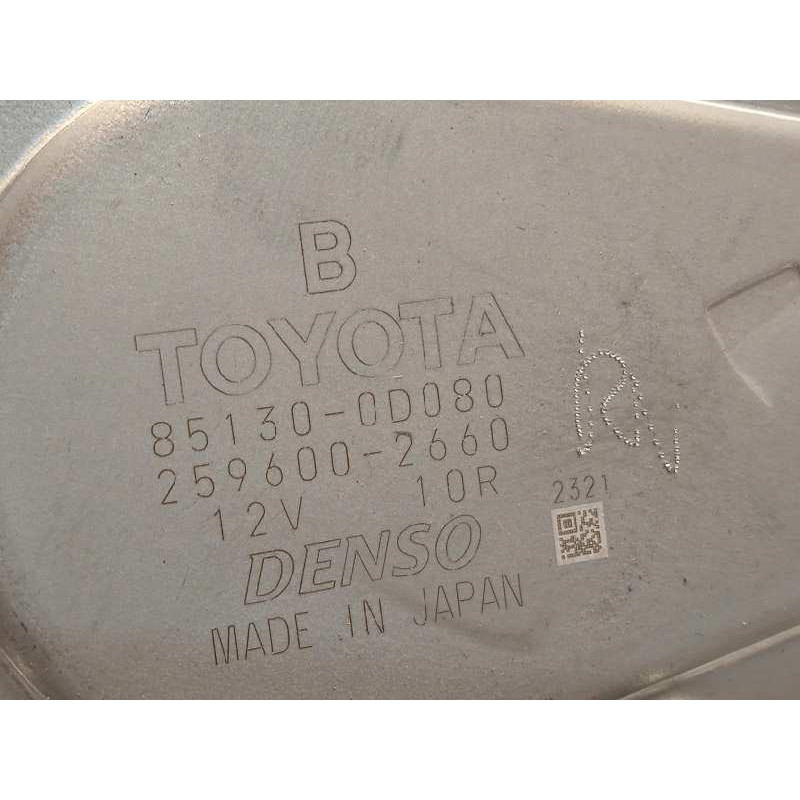 B
TOYOTA
85130-0D080
259600-2660
12V 10R
2321
DENSO
MADE IN JAPAN